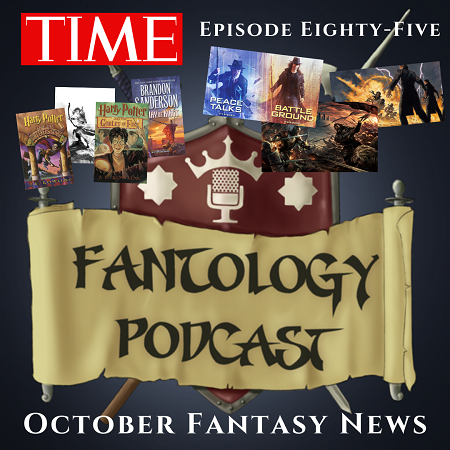 TIME
EPISODE EIGHTY-FIVE
PEACE
TALKS
BATTLE
GROUND
BRANDON
SANDERSON
Harry Potter
Harry Potter
GOBLET OF FIRE
FANTOLOGY
PODCAST
OCTOBER FANTASY NEWS